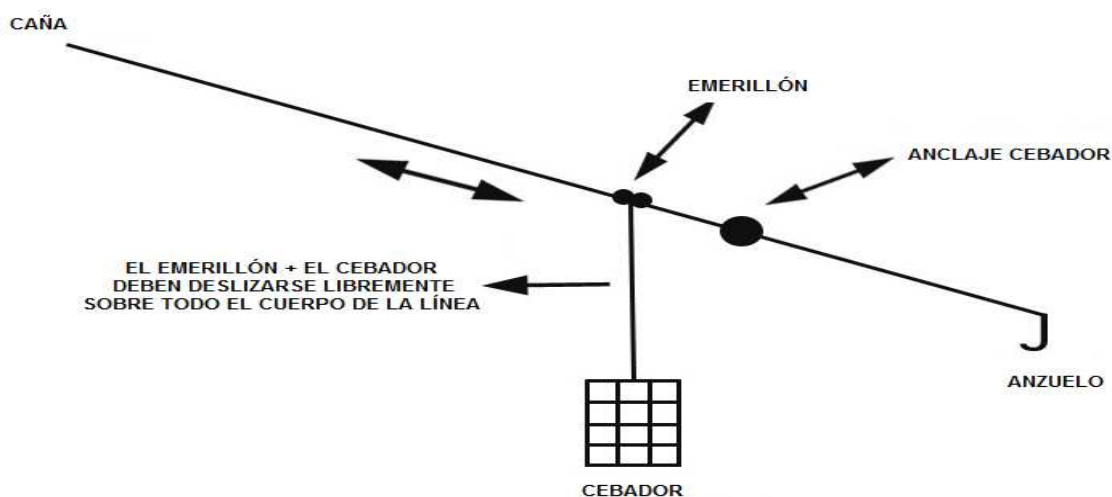 CAÑA
EMERILLÓN
ANCLAJE CEBADOR
EL EMERILLÓN + EL CEBADOR
DEBEN DESLIZARSE LIBREMENTE
SOBRE TODO EL CUERPO DE LA LÍNEA
ANZUELO
CEBADOR